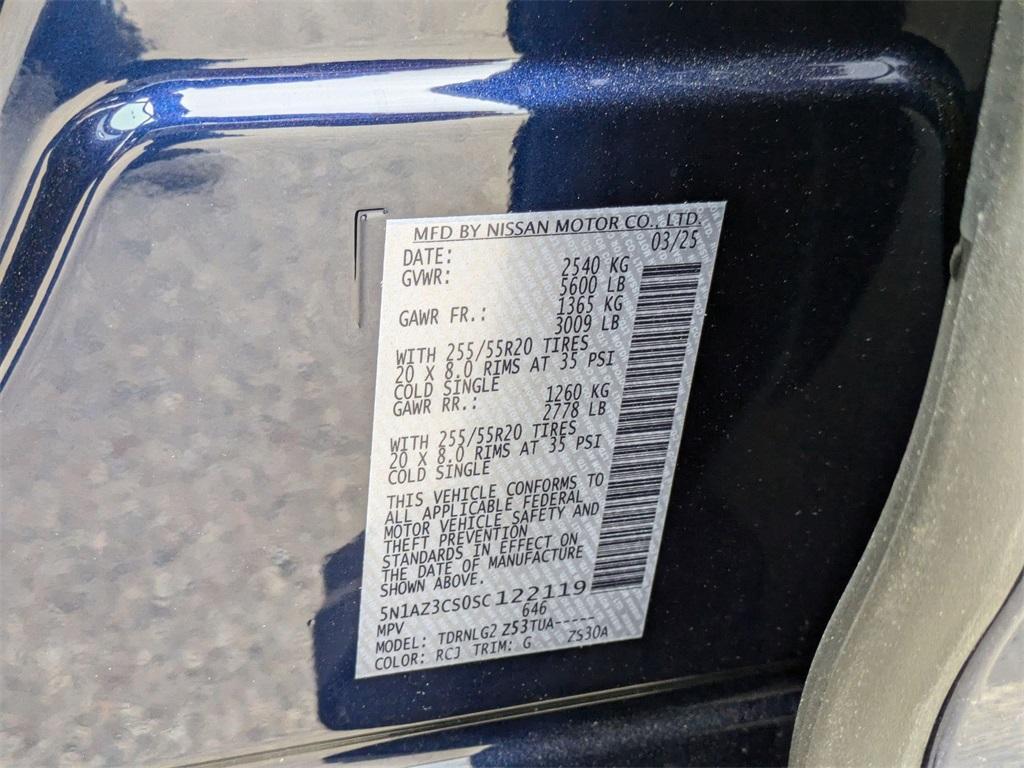 MFD BY NISSAN MOTOR CO., LTD.
DATE: 03/25
GVWR: 2540 KG
5600 LB
GAWR FR.: 1365 KG
3009 LB
WITH 255/55R20 TIRES
20 X 8.0 RIMS AT 35 PSI
COLD SINGLE
GAWR RR.: 1260 KG
2778 LB
WITH 255/55R20 TIRES
20 X 8.0 RIMS AT 35 PSI
COLD SINGLE
THIS VEHICLE CONFORMS TO
ALL APPLICABLE FEDERAL
MOTOR VEHICLE SAFETY AND
THEFT PREVENTION
STANDARDS IN EFFECT ON
THE DATE OF MANUFACTURE
SHOWN ABOVE.
5N1AZ3CS0SC122119
MPV 646
MODEL: TDRNLG2 Z53TUA-----
COLOR: RCJ TRIM: G ZS30A